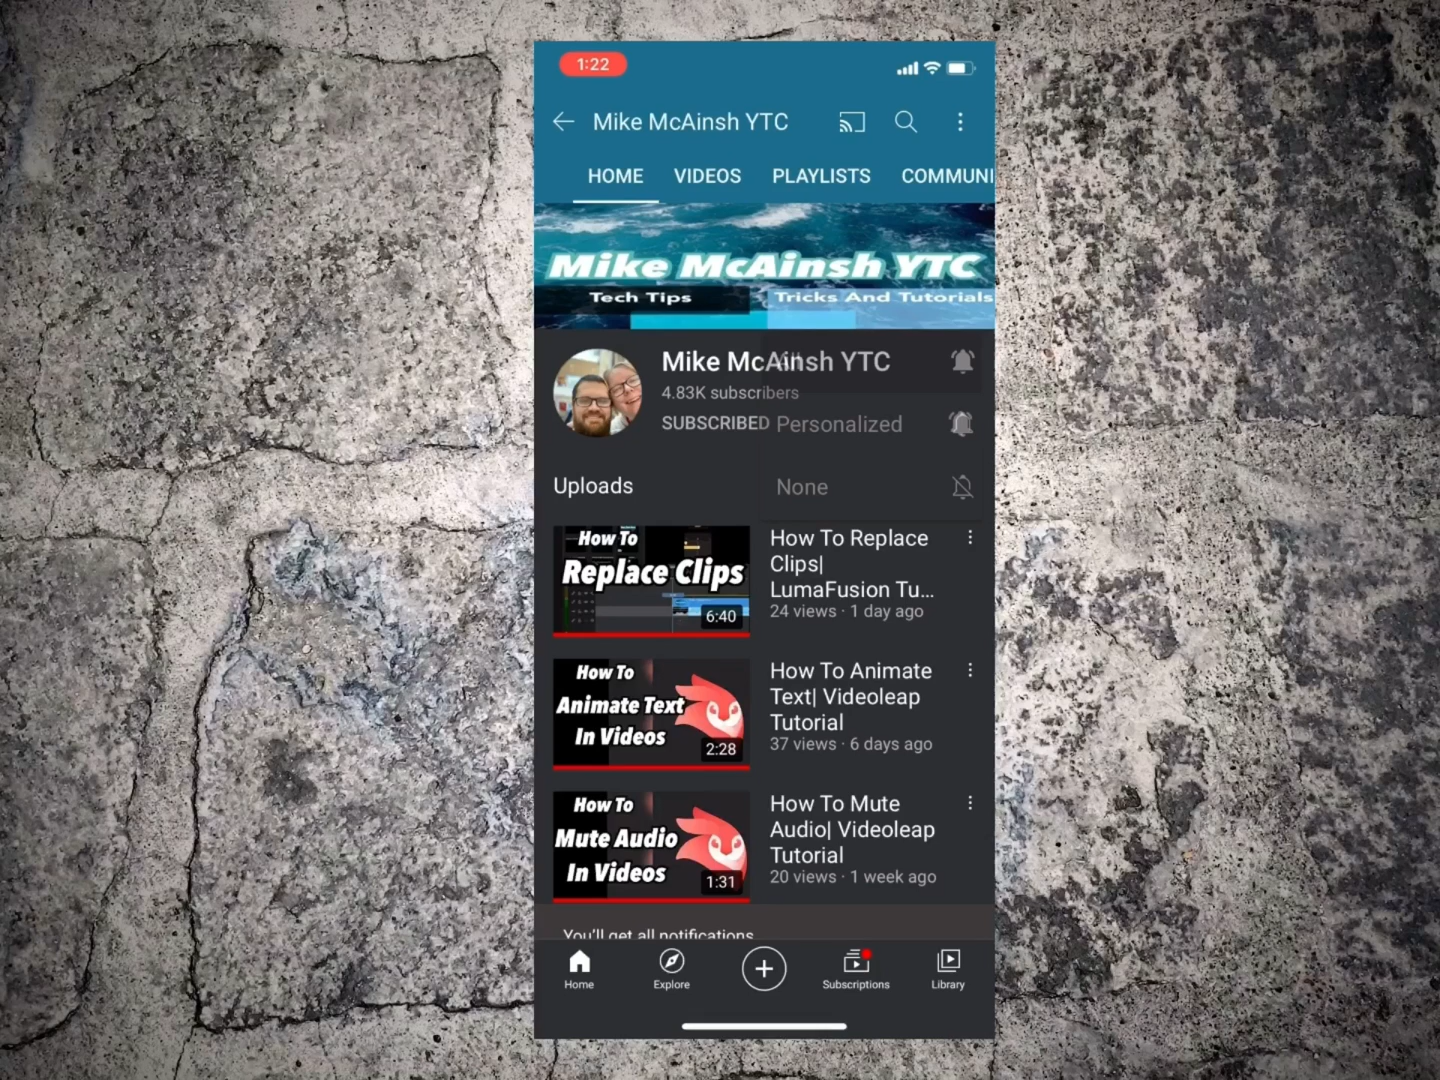 1:22
Mike McAinsh YTC
HOME VIDEOS PLAYLISTS COMMUNI
Mike McAinsh YTC
Tech Tips
Tricks And Tutorials
Mike McAinsh YTC
All
4.83K subscribers
SUBSCRIBED
Personalized
Uploads
None
How To
Replace Clips
6:40
How To Replace
Clips|
LumaFusion Tu...
24 views · 1 day ago
How To
Animate Text
In Videos
2:28
How To Animate
Text| Videoleap
Tutorial
37 views · 6 days ago
How To
Mute Audio
In Videos
1:31
How To Mute
Audio| Videoleap
Tutorial
20 views · 1 week ago
You'll get all notifications
Home
Explore
Subscriptions
Library